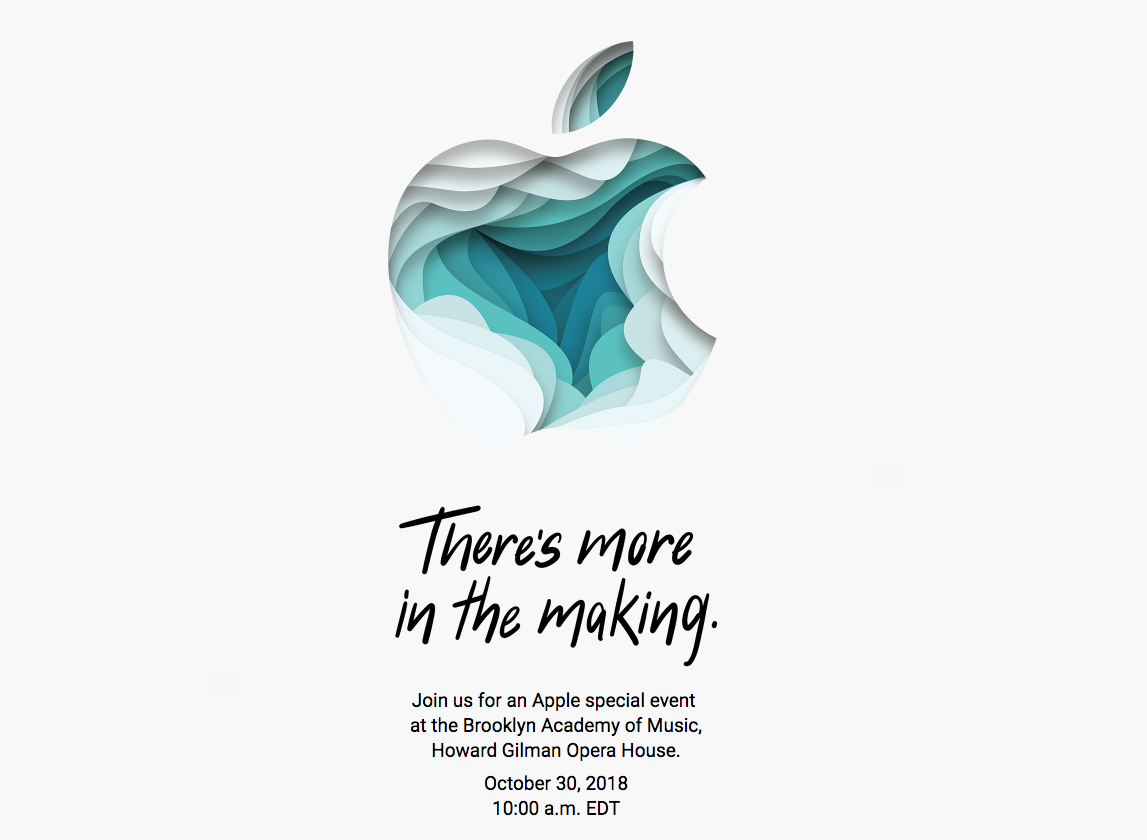 There's more
in the making.
Join us for an Apple special event
at the Brooklyn Academy of Music,
Howard Gilman Opera House.
October 30, 2018
10:00 a.m. EDT